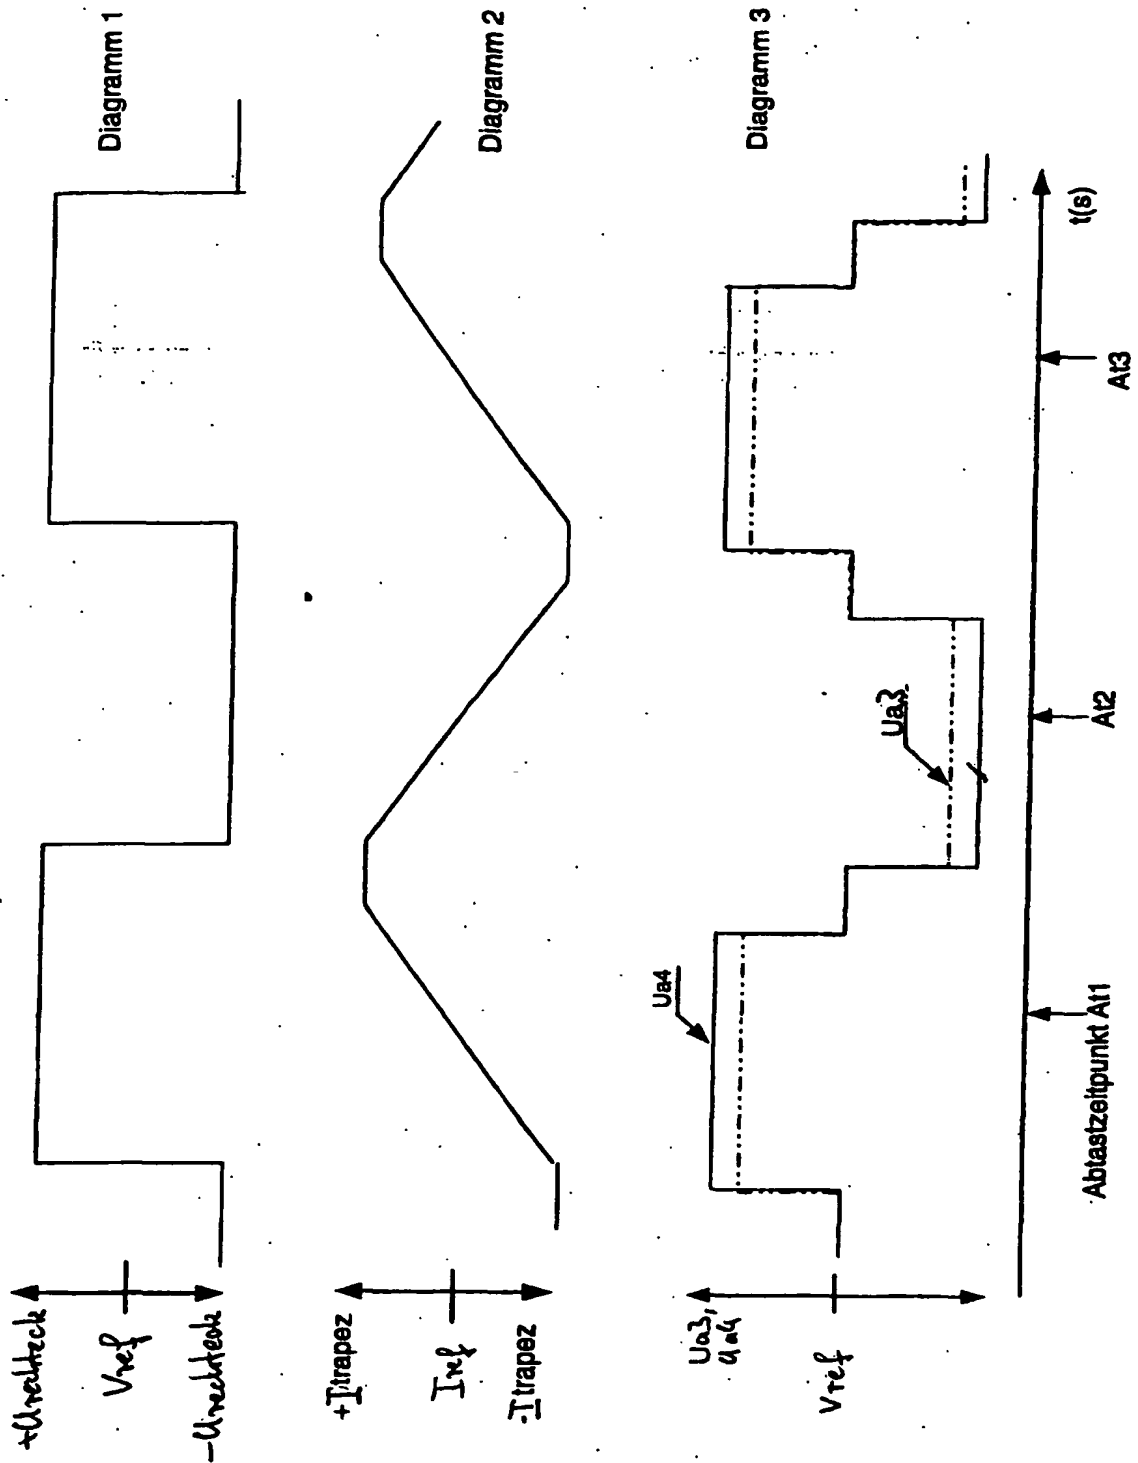 +Urechteck
Vref
-Urechteck
Diagramm 1
+Itrapez
Iref
-Itrapez
Diagramm 2
Ua3,
Ua4
Vref
Ua4
Ua3
Diagramm 3
t(s)
Abtastzeitpunkt At1
At2
At3